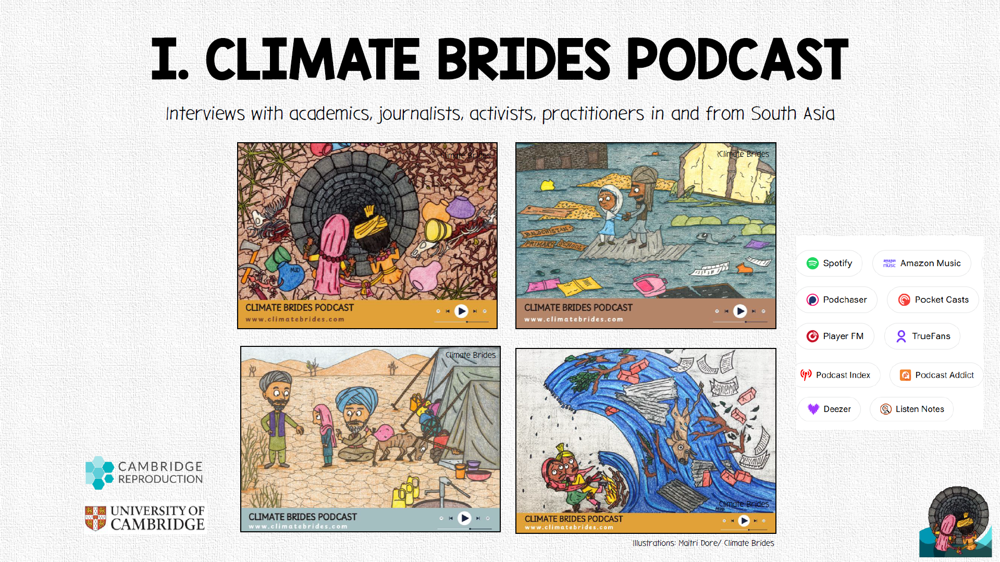 I. CLIMATE BRIDES PODCAST
Interviews with academics, journalists, activists, practitioners in and from South Asia
Climate Brides
MJD
CLIMATE BRIDES PODCAST
www.climatebrides.com
Climate Brides
BALOCHISTAN
PRIMARY SCHOOL
MJD
CLIMATE BRIDES PODCAST
www.climatebrides.com
Climate Brides
CLIMATE BRIDES PODCAST
www.climatebrides.com
Climate Brides
MJD
CLIMATE BRIDES PODCAST
www.climatebrides.com
Illustrations: Maitri Dore/ Climate Brides
Spotify
amazon music
Amazon Music
Podchaser
Pocket Casts
Player FM
TrueFans
Podcast Index
Podcast Addict
Deezer
Listen Notes
CAMBRIDGE
REPRODUCTION
UNIVERSITY OF
CAMBRIDGE